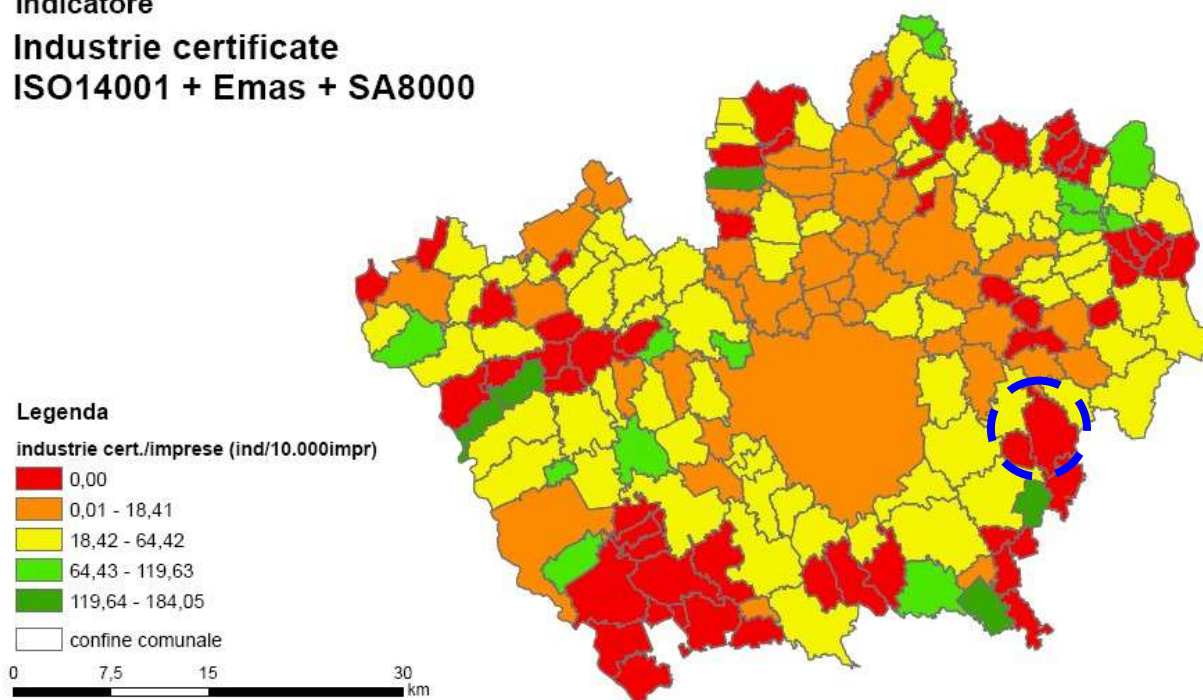 Indicatore
Industrie certificate
ISO14001 + Emas + SA8000
Legenda
industrie cert./imprese (ind/10.000impr)
0,00
0,01 - 18,41
18,42 - 64,42
64,43 - 119,63
119,64 - 184,05
confine comunale
0 7,5 15 30
km